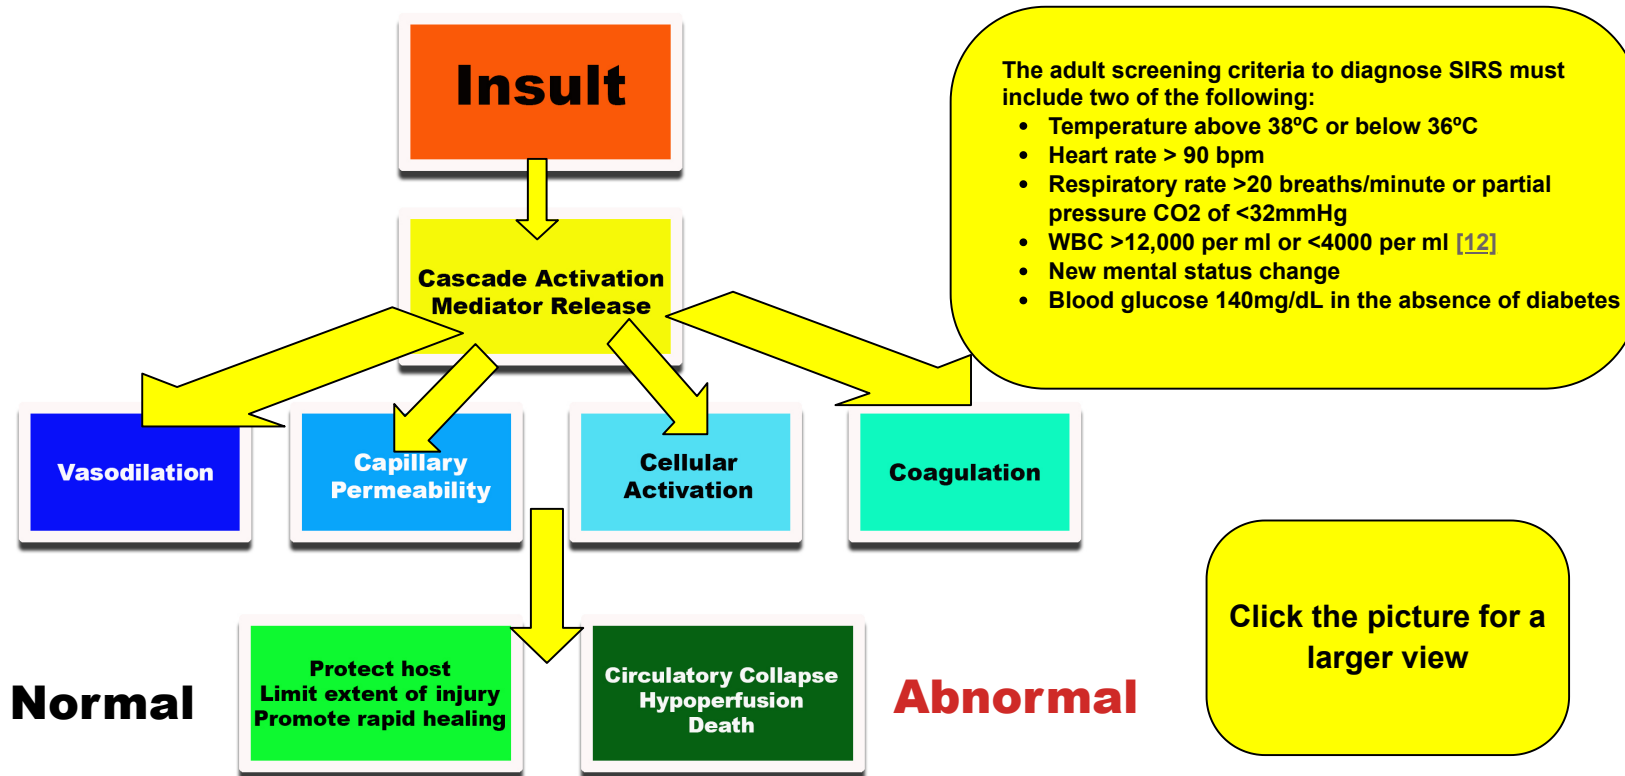 Insult
The adult screening criteria to diagnose SIRS must
include two of the following:
• Temperature above 38ºC or below 36ºC
• Heart rate > 90 bpm
• Respiratory rate >20 breaths/minute or partial
pressure CO2 of <32mmHg
• WBC >12,000 per ml or <4000 per ml [12]
• New mental status change
• Blood glucose 140mg/dL in the absence of diabetes
Cascade Activation
Mediator Release
Vasodilation
Capillary
Permeability
Cellular
Activation
Coagulation
Normal
Protect host
Limit extent of injury
Promote rapid healing
Circulatory Collapse
Hypoperfusion
Death
Abnormal
Click the picture for a
larger view